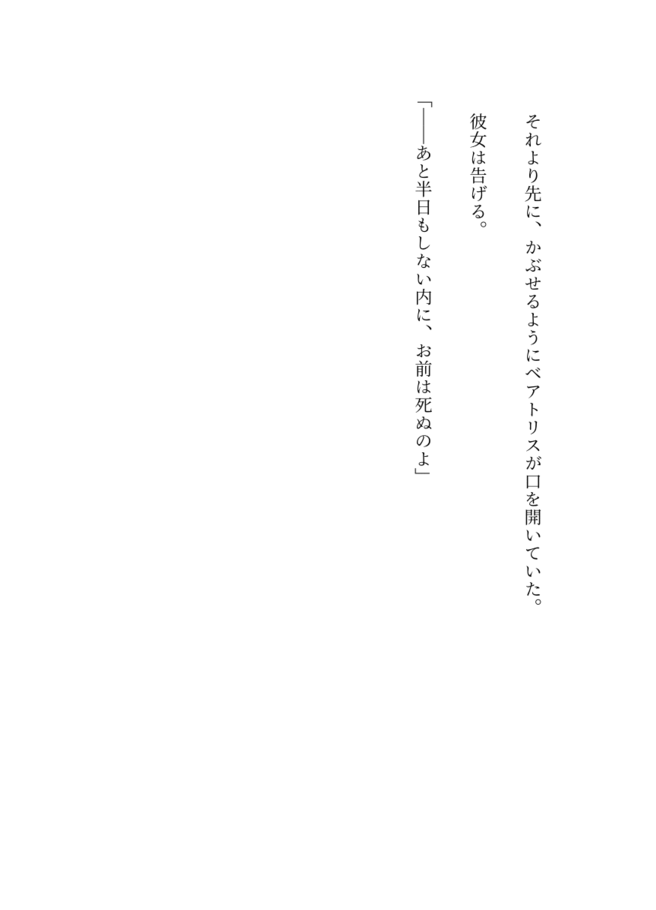 それより先に、かぶせるようにベアトリスが口を開いていた。
彼女は告げる。
「――あと半日もしない内に、お前は死ぬのよ」